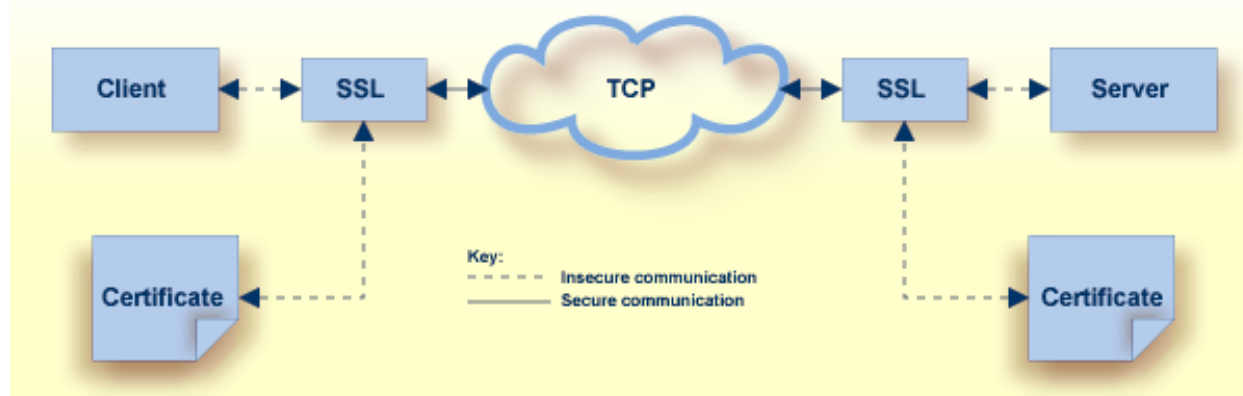 Client
SSL
TCP
SSL
Server
Certificate
Key:
Insecure communication
Secure communication
Certificate